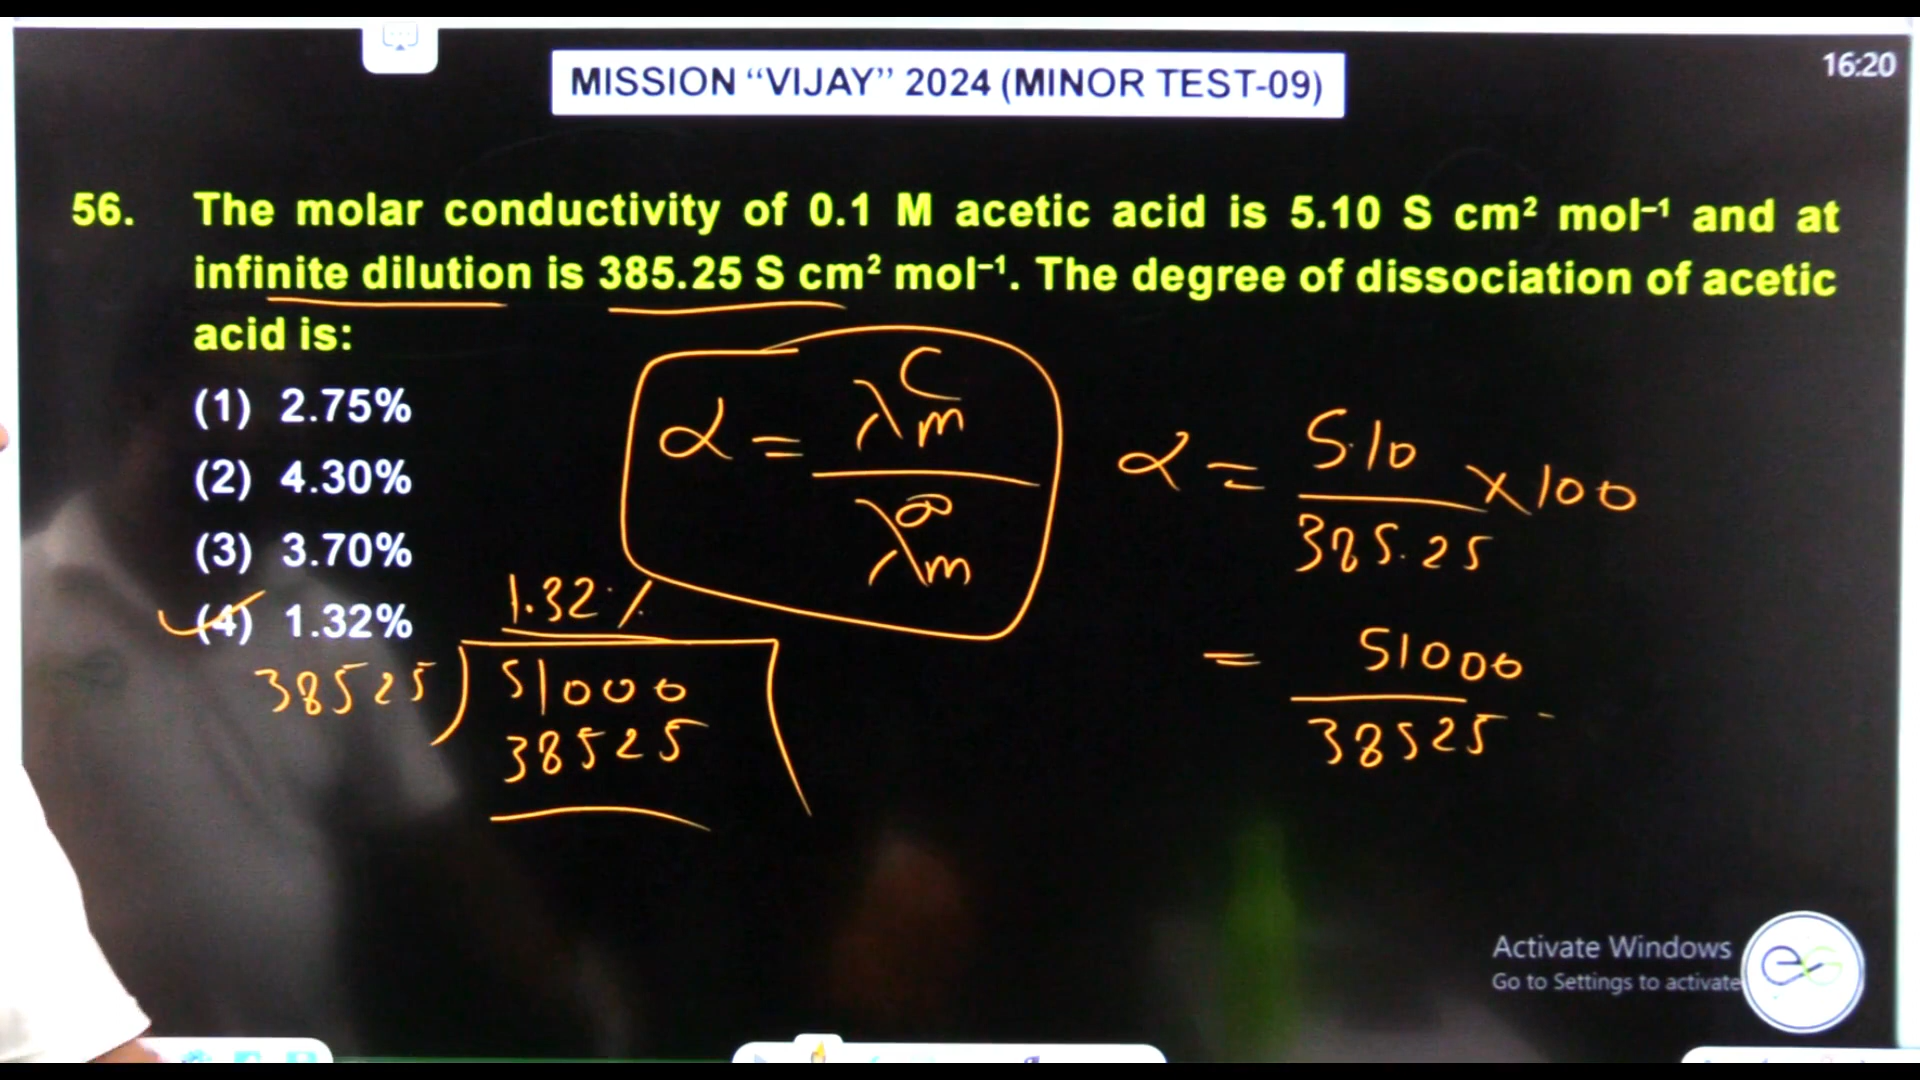 16:20
MISSION “VIJAY” 2024 (MINOR TEST-09)
56. The molar conductivity of 0.1 M acetic acid is 5.10 S cm² mol⁻¹ and at
infinite dilution is 385.25 S cm² mol⁻¹. The degree of dissociation of acetic
acid is:
(1) 2.75%
(2) 4.30%
(3) 3.70%
(4) 1.32%
α = λm^c / λm^∞
α = 5.10 / 385.25 × 100
= 51000 / 38525
1.32%
38525 ) 51000
38525
Activate Windows
Go to Settings to activate